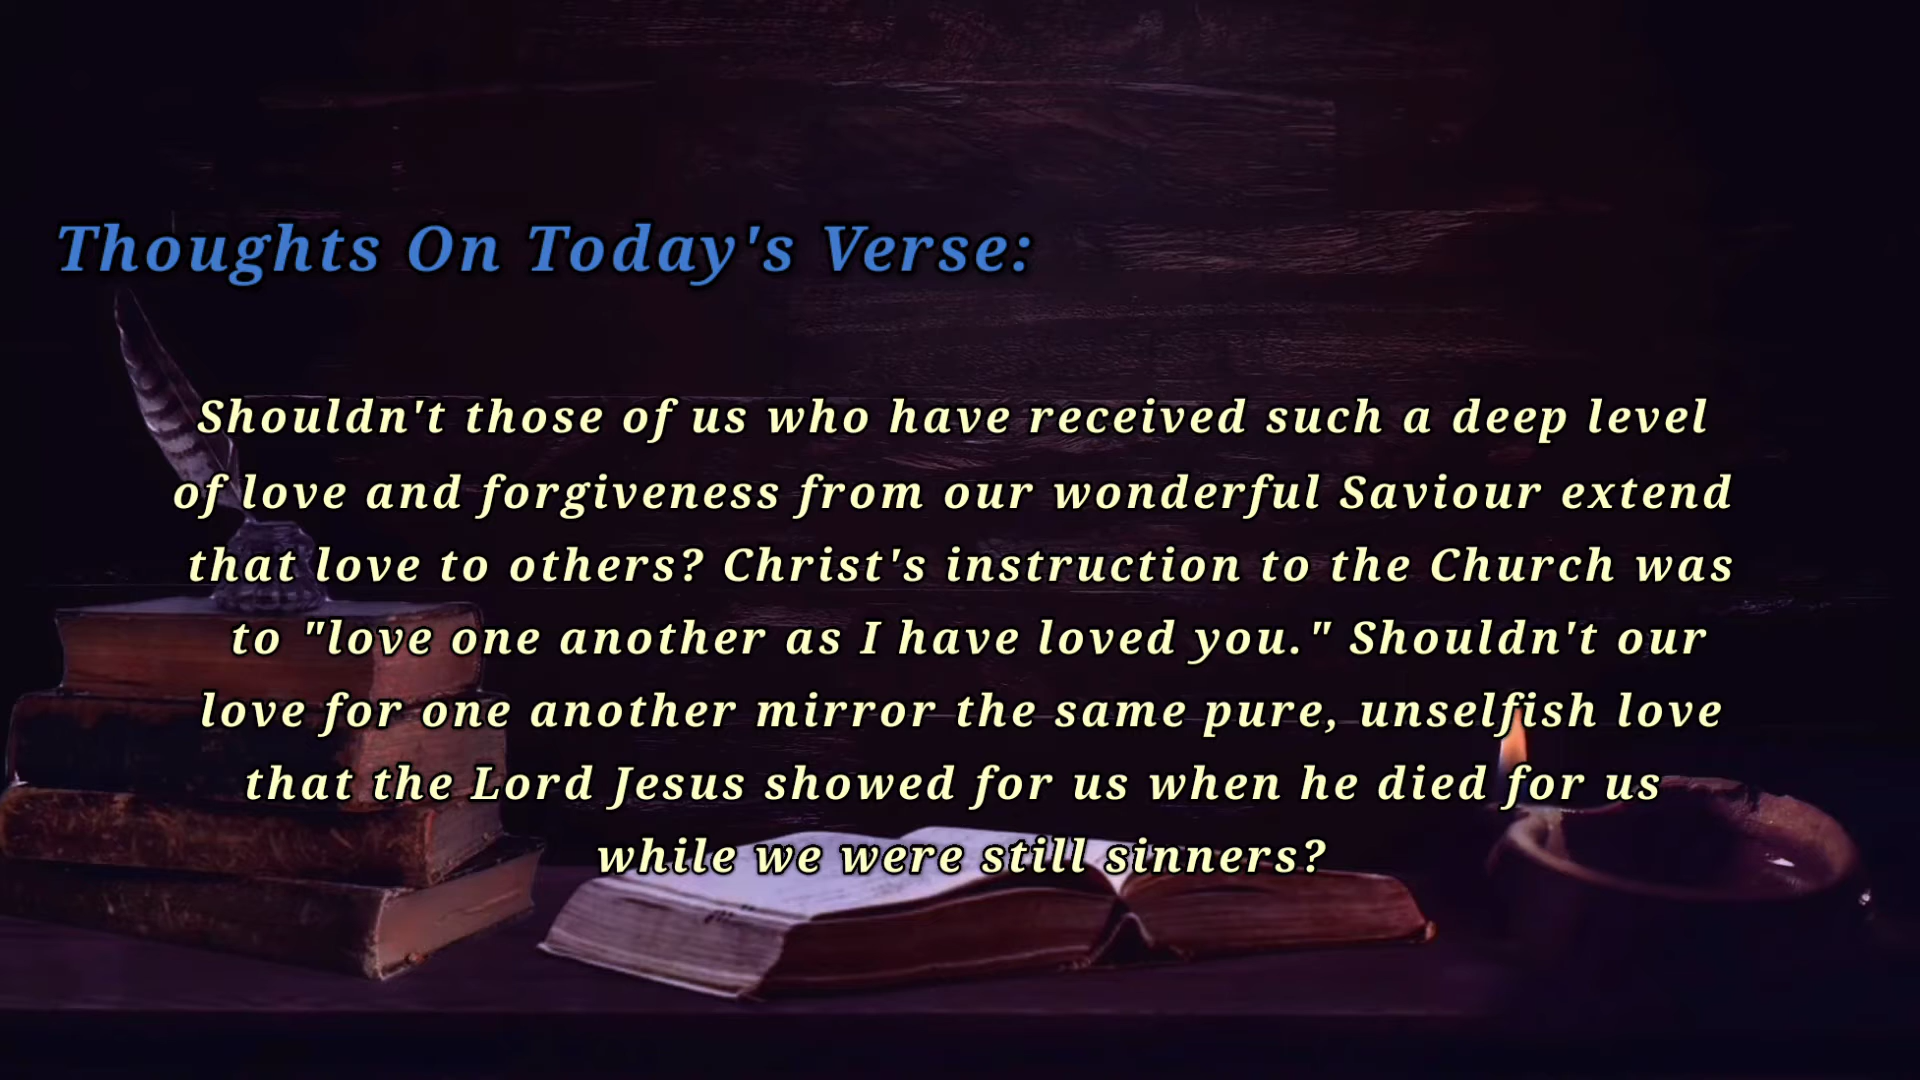 Thoughts On Today's Verse:
Shouldn't those of us who have received such a deep level
of love and forgiveness from our wonderful Saviour extend
that love to others? Christ's instruction to the Church was
to "love one another as I have loved you." Shouldn't our
love for one another mirror the same pure, unselfish love
that the Lord Jesus showed for us when he died for us
while we were still sinners?